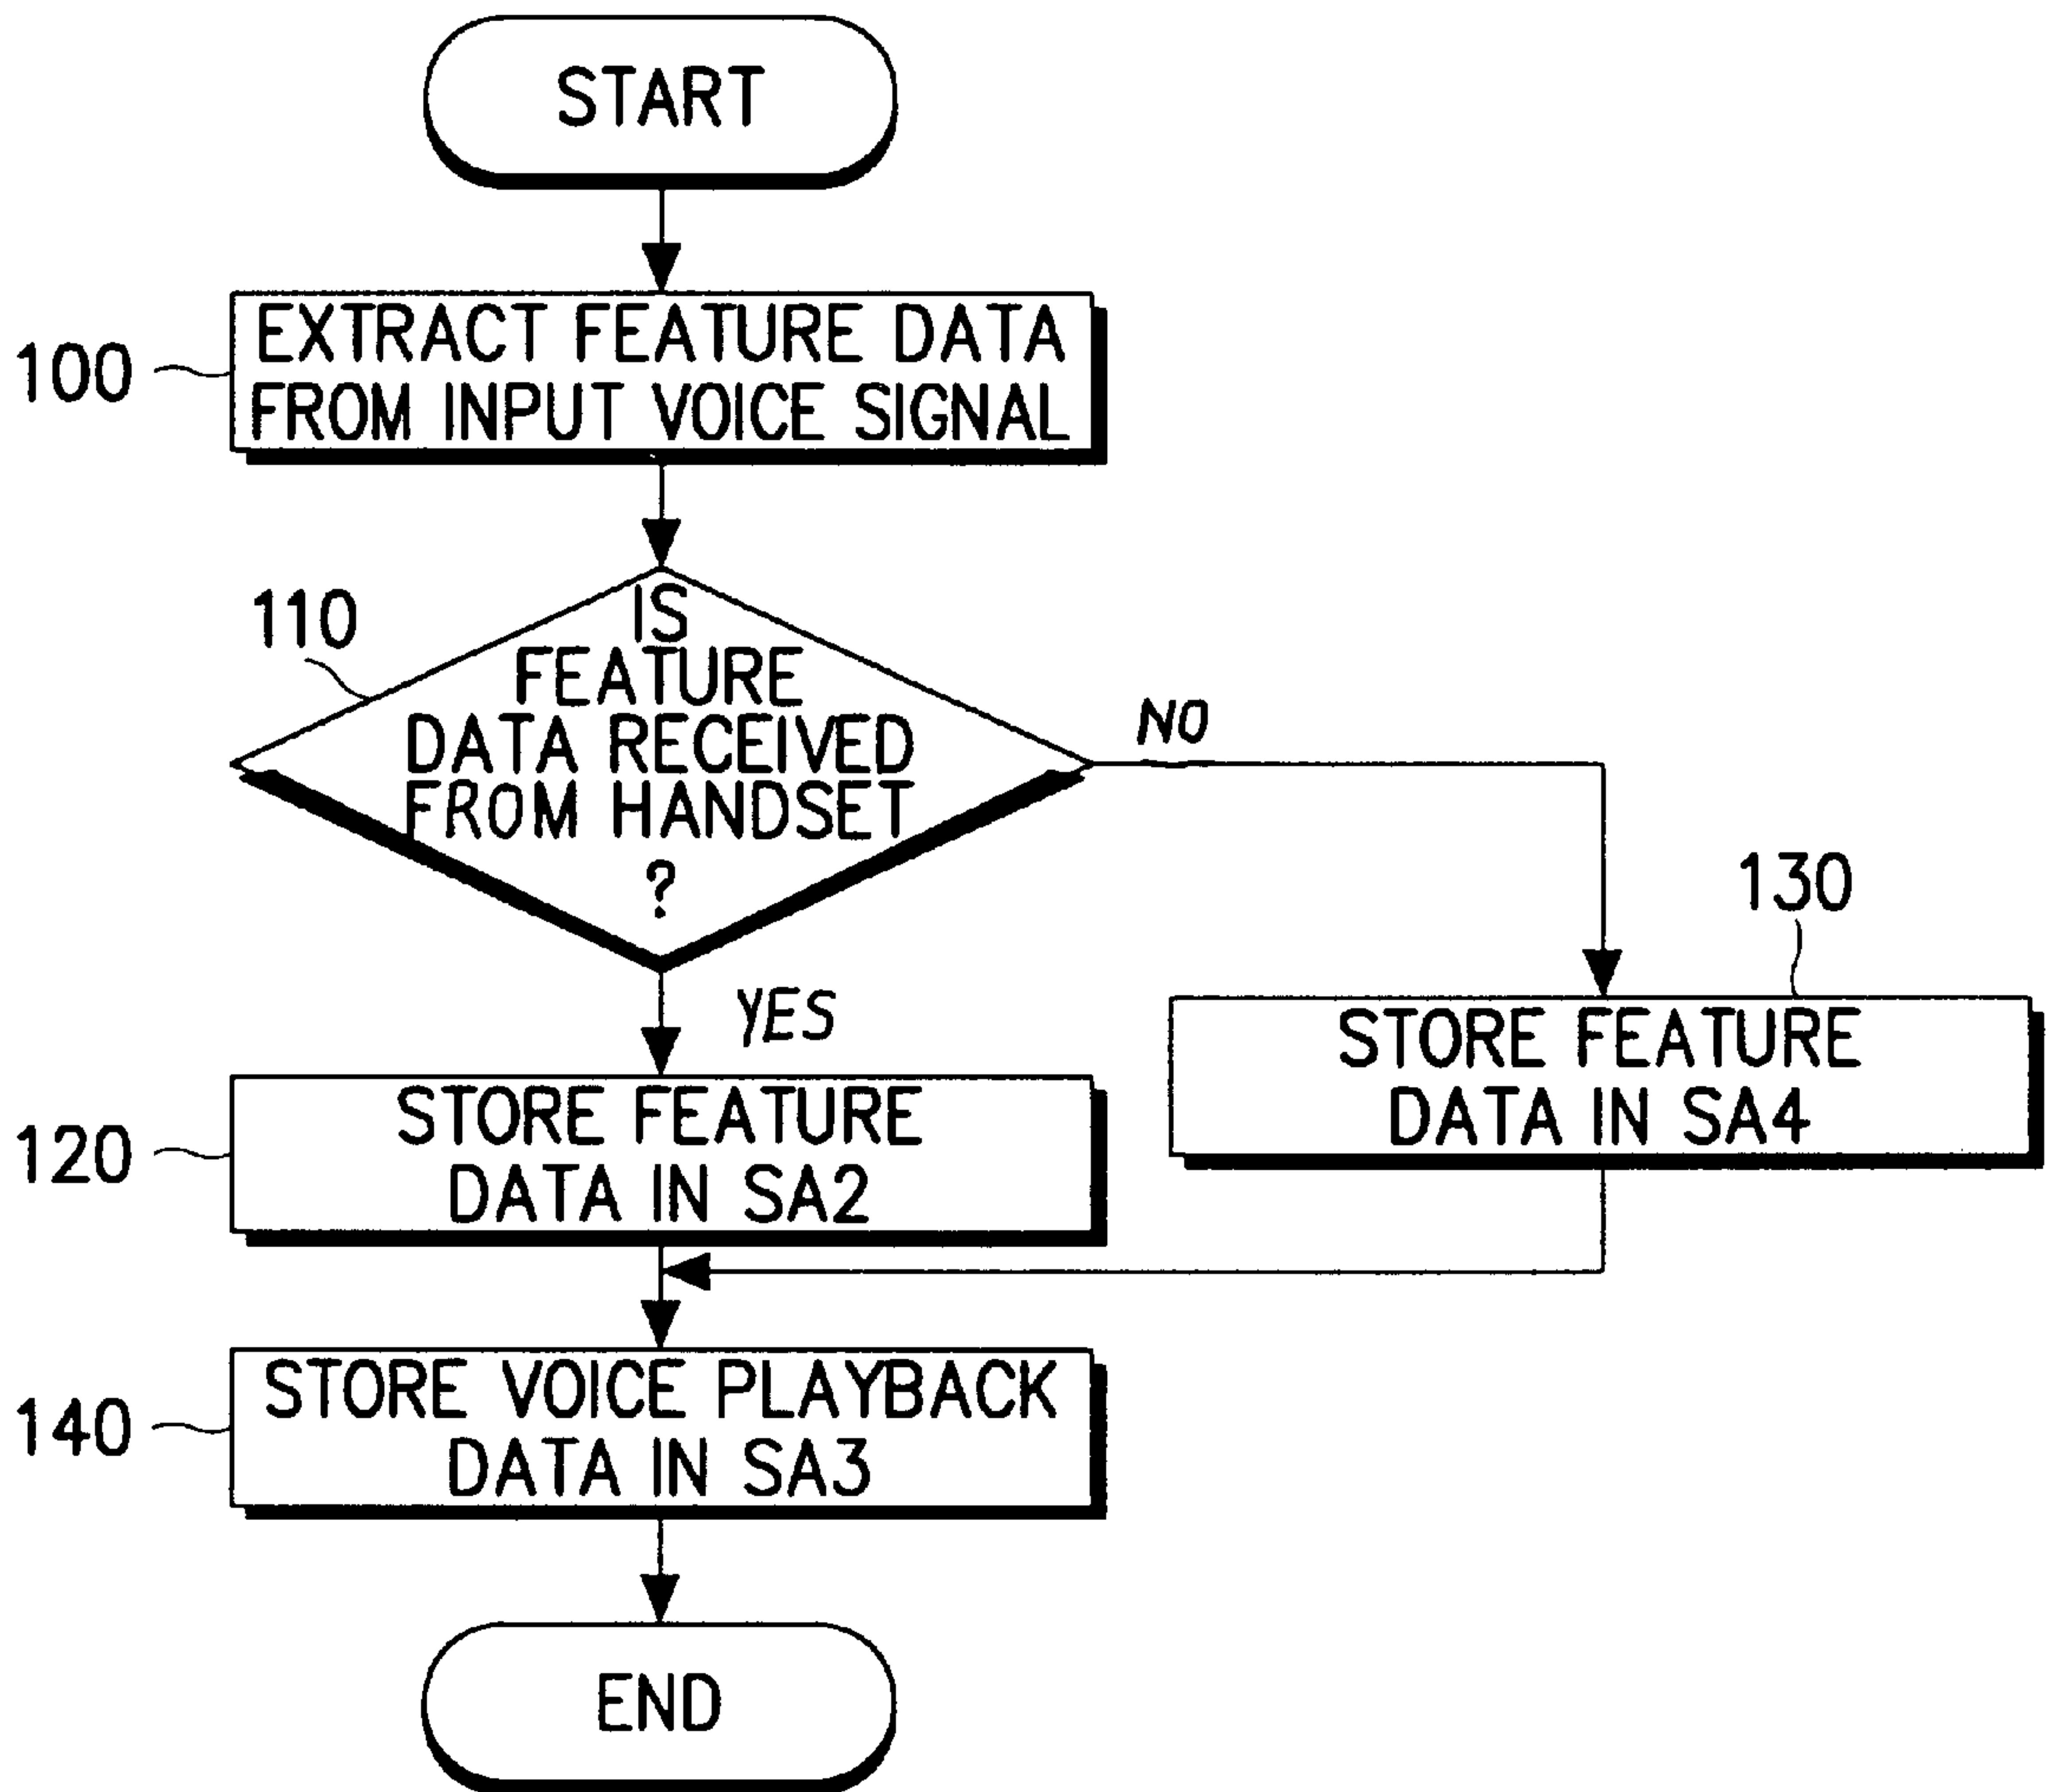 START
100
EXTRACT FEATURE DATA
FROM INPUT VOICE SIGNAL
110
IS
FEATURE
DATA RECEIVED
FROM HANDSET
?
NO
YES
130
STORE FEATURE
DATA IN SA4
120
STORE FEATURE
DATA IN SA2
140
STORE VOICE PLAYBACK
DATA IN SA3
END